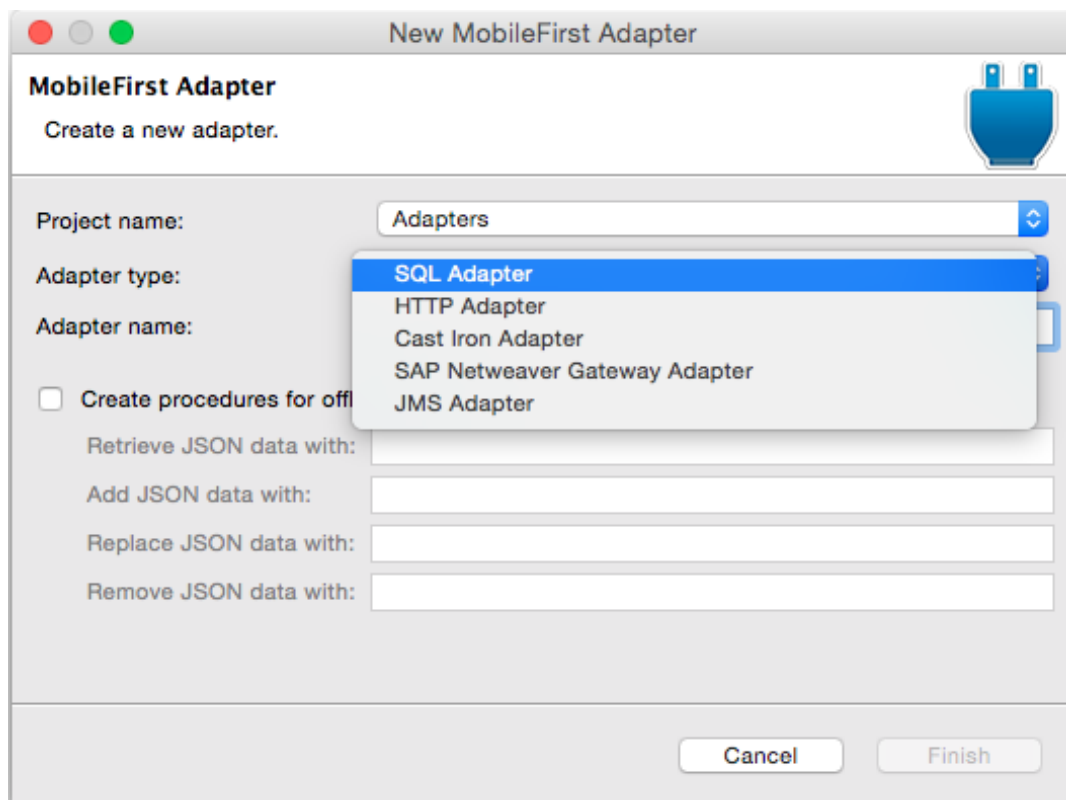 New MobileFirst Adapter
MobileFirst Adapter
Create a new adapter.
Project name:
Adapters
Adapter type:
SQL Adapter
HTTP Adapter
Adapter name:
Cast Iron Adapter
SAP Netweaver Gateway Adapter
JMS Adapter
Create procedures for offl
Retrieve JSON data with:
Add JSON data with:
Replace JSON data with:
Remove JSON data with:
Cancel
Finish